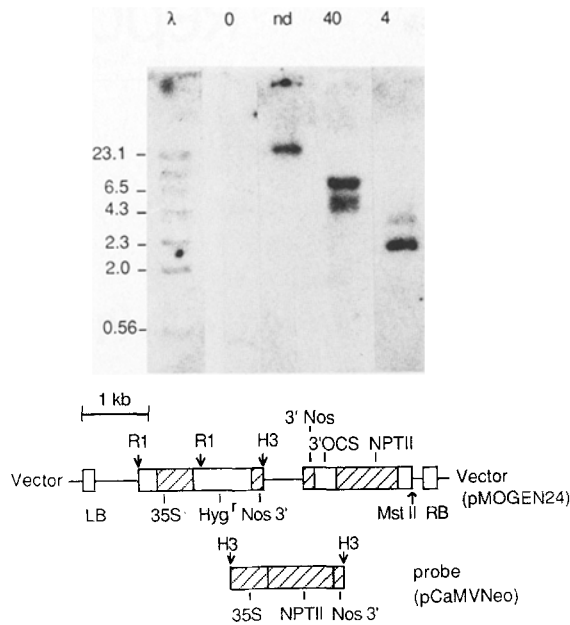 λ 0 nd 40 4
23.1
6.5
4.3
2.3
2.0
0.56
1 kb
3' Nos
R1 R1 H3 3'OCS NPTII
Vector Vector
(pMOGEN24)
LB 35S Hygʳ Nos 3' Mst II RB
H3 H3
probe
(pCaMVNeo)
35S NPTII Nos 3'